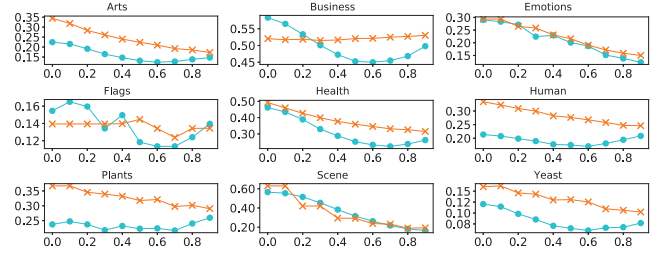 Arts Business Emotions
0.35 0.30 0.25 0.20 0.15
0.55 0.50 0.45
0.30 0.25 0.20 0.15
0.0 0.2 0.4 0.6 0.8 0.0 0.2 0.4 0.6 0.8 0.0 0.2 0.4 0.6 0.8
Flags Health Human
0.16 0.14 0.12
0.50 0.40 0.30
0.30 0.25 0.20
0.0 0.2 0.4 0.6 0.8 0.0 0.2 0.4 0.6 0.8 0.0 0.2 0.4 0.6 0.8
Plants Scene Yeast
0.35 0.30 0.25
0.60 0.40 0.20
0.15 0.12 0.10 0.08
0.0 0.2 0.4 0.6 0.8 0.0 0.2 0.4 0.6 0.8 0.0 0.2 0.4 0.6 0.8